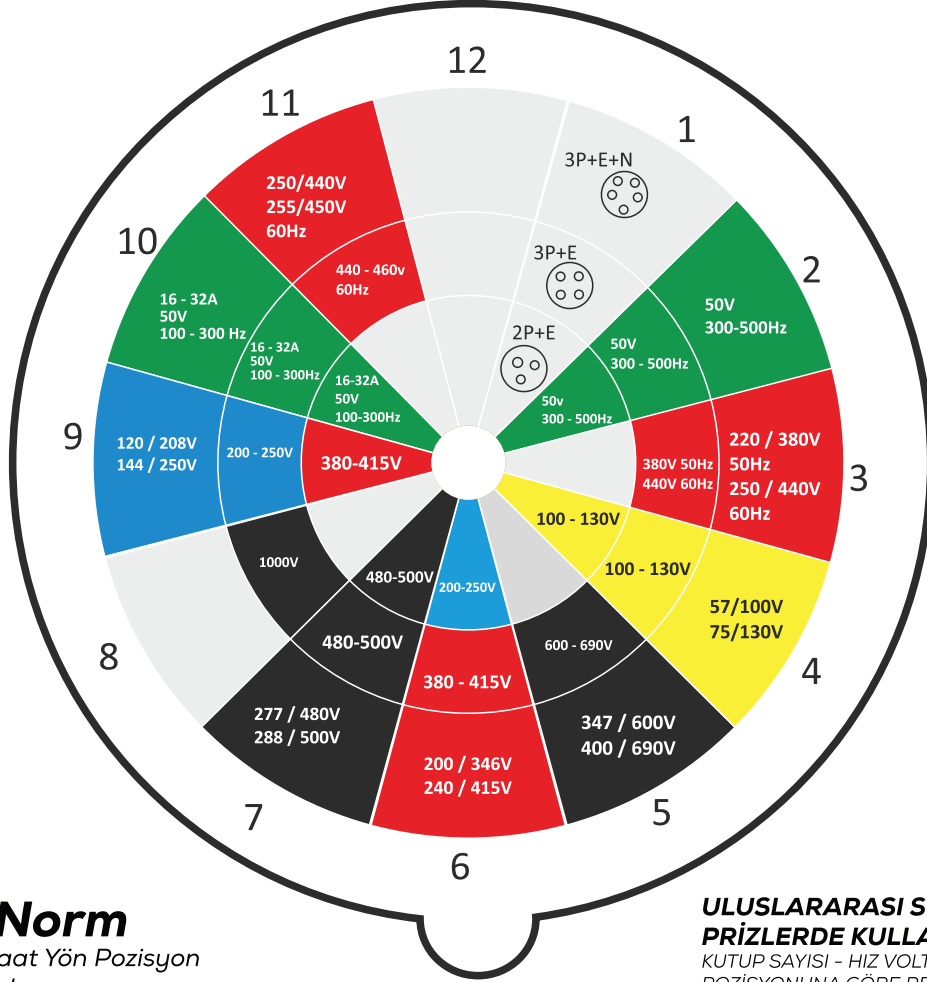 12
11
1
3P+E+N
250/440V
255/450V
60Hz
10
2
3P+E
440 - 460v
60Hz
16 - 32A
50V
100 - 300 Hz
50V
300-500Hz
2P+E
16 - 32A
50V
100 - 300Hz
50V
300 - 500Hz
16-32A
50V
100-300Hz
50v
300 - 500Hz
9
120 / 208V
144 / 250V
200 - 250V
380-415V
380V 50Hz
440V 60Hz
220 / 380V
50Hz
250 / 440V
60Hz
3
100 - 130V
1000V
480-500V
200-250V
100 - 130V
57/100V
75/130V
8
480-500V
380 - 415V
600 - 690V
4
277 / 480V
288 / 500V
200 / 346V
240 / 415V
347 / 600V
400 / 690V
7
6
5
Norm
aat Yön Pozisyon
ULUSLARARASI S
PRİZLERDE KULLA
KUTUP SAYISI - HIZ VOLT